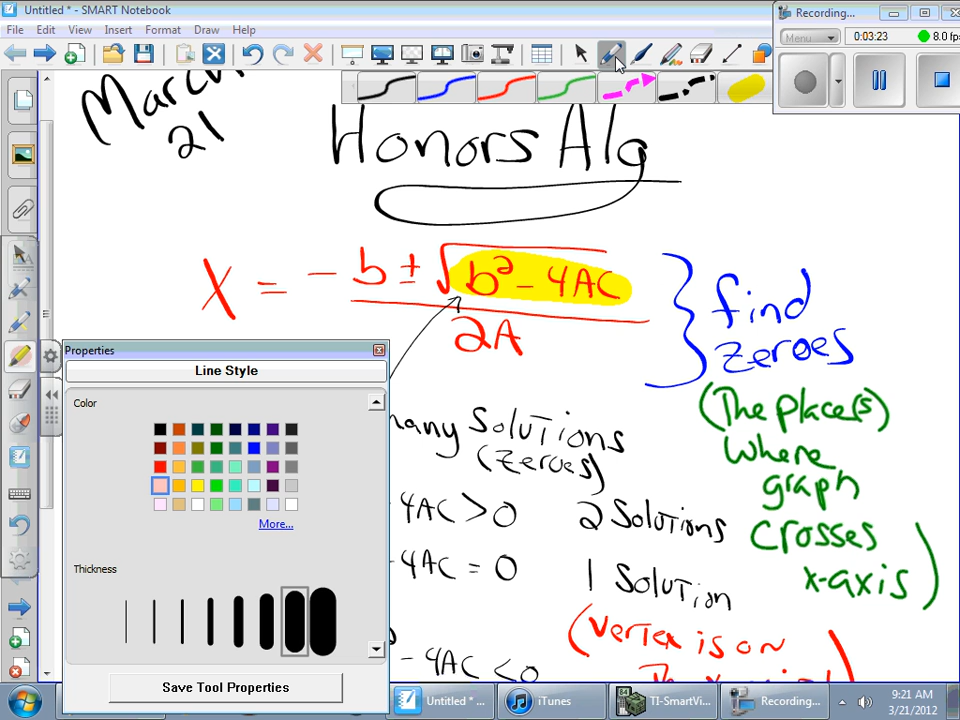 Untitled * - SMART Notebook
Recording...
File Edit View Insert Format Draw Help
Menu
0:03:23
8.0 fp
March
21
Honors Alg
X = -b ± √b² - 4AC
2A
find
zeroes
(The place(s)
where
graph
crosses
x-axis)
Properties
Line Style
Color
More...
Thickness
Save Tool Properties
many Solutions
(zeroes)
4AC > 0 2 Solutions
4AC = 0 1 Solution
(Vertex is on
- 4AC < 0
Untitled * ...
iTunes
TI-SmartVi...
Recording...
9:21 AM
3/21/2012